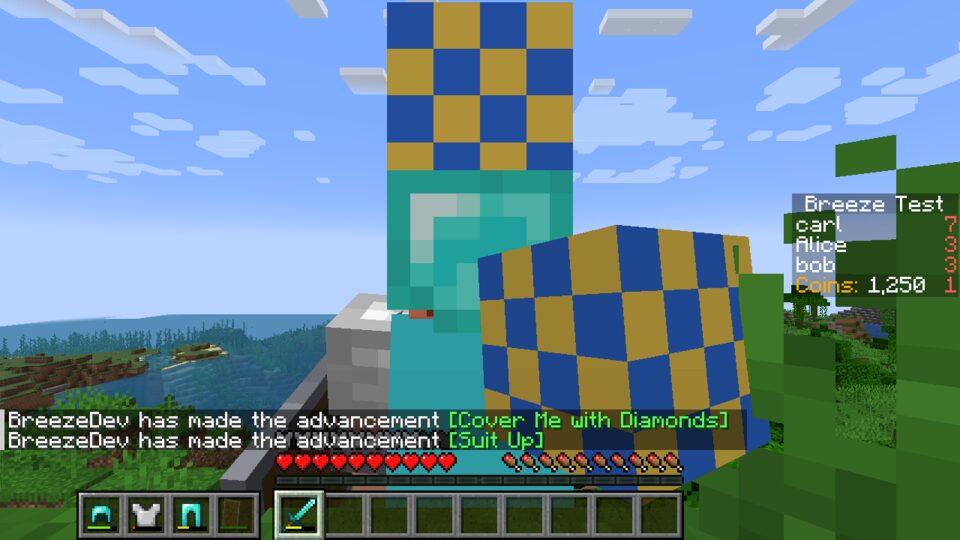 Breeze Test
carl 7
Alice 3
bob 3
Coins: 1,250 1
BreezeDev has made the advancement [Cover Me with Diamonds]
BreezeDev has made the advancement [Suit Up]